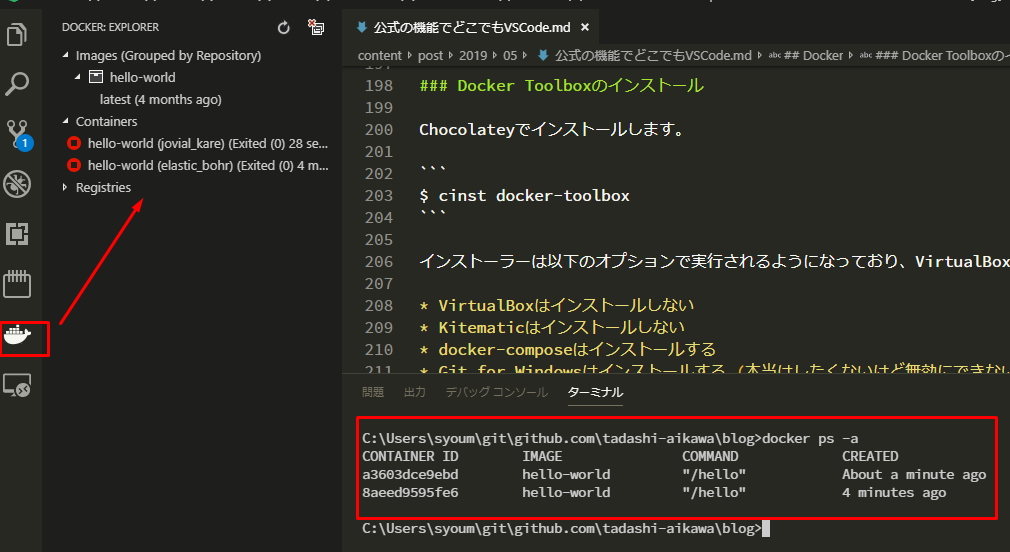 DOCKER: EXPLORER
Images (Grouped by Repository)
hello-world
latest (4 months ago)
Containers
hello-world (jovial_kare) (Exited (0) 28 se...
hello-world (elastic_bohr) (Exited (0) 4 m...
Registries
1
公式の機能でどこでもVSCode.md ×
content › post › 2019 › 05 › 公式の機能でどこでもVSCode.md › abc ## Docker › abc ### Docker Toolboxのイ
198 ### Docker Toolboxのインストール
199
200 Chocolateyでインストールします。
201
202 ```
203 $ cinst docker-toolbox
204 ```
205
206 インストーラーは以下のオプションで実行されるようになっており、VirtualBox
207
208 * VirtualBoxはインストールしない
209 * Kitematicはインストールしない
210 * docker-composeはインストールする
211 * Git for Windowsはインストールする (本当はしたくないけど無効にできない
問題 出力 デバッグ コンソール ターミナル
C:\Users\syoum\git\github.com\tadashi-aikawa\blog>docker ps -a
CONTAINER ID IMAGE COMMAND CREATED
a3603dce9ebd hello-world "/hello" About a minute ago
8aeed9595fe6 hello-world "/hello" 4 minutes ago
C:\Users\syoum\git\github.com\tadashi-aikawa\blog>